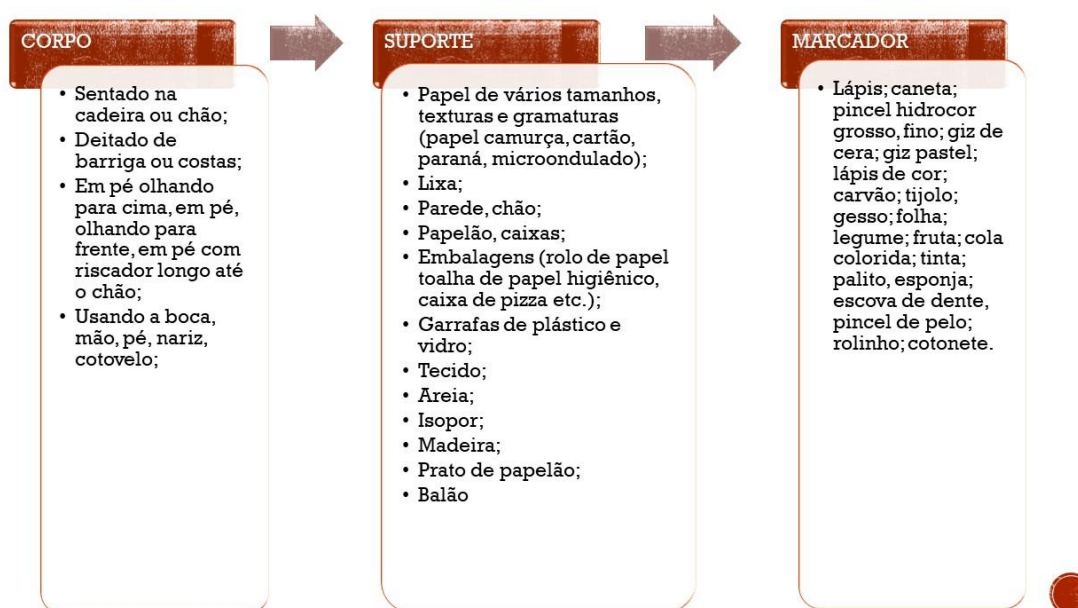 CORPO
• Sentado na
cadeira ou chão;
• Deitado de
barriga ou costas;
• Em pé olhando
para cima, em pé,
olhando para
frente, em pé com
riscador longo até
o chão;
• Usando a boca,
mão, pé, nariz,
cotovelo;
SUPORTE
• Papel de vários tamanhos,
texturas e gramaturas
(papel camurça, cartão,
paraná, microondulado);
• Lixa;
• Parede, chão;
• Papelão, caixas;
• Embalagens (rolo de papel
toalha de papel higiênico,
caixa de pizza etc.);
• Garrafas de plástico e
vidro;
• Tecido;
• Areia;
• Isopor;
• Madeira;
• Prato de papelão;
• Balão
MARCADOR
• Lápis; caneta;
pincel hidrocor
grosso, fino; giz de
cera; giz pastel;
lápis de cor;
carvão; tijolo;
gesso; folha;
legume; fruta; cola
colorida; tinta;
palito, esponja;
escova de dente,
pincel de pelo;
rolinho; cotonete.